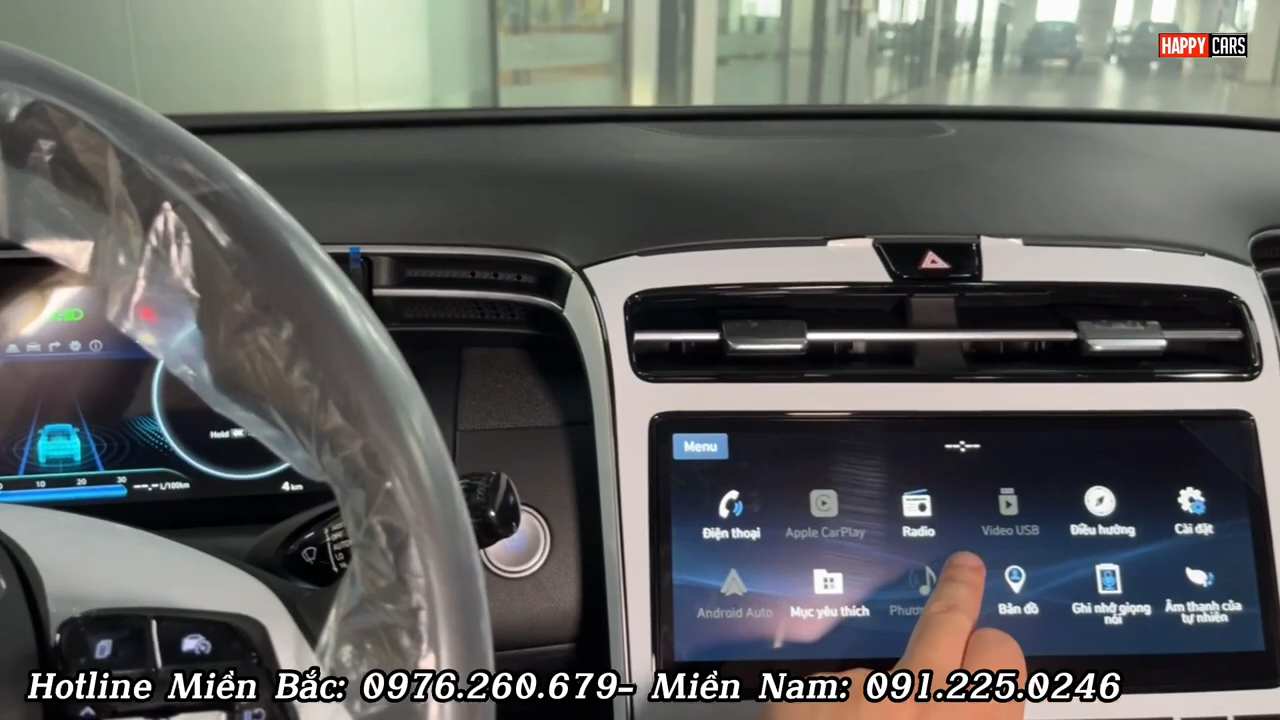 HAPPY CARS
Menu
Điện thoại
Apple CarPlay
Radio
Video USB
Điều hướng
Cài đặt
Android Auto
Mục yêu thích
Bản đồ
Ghi nhớ giọng nói
Âm thanh của tự nhiên
Hold
10 20 30
--.- L/100km
4 km
AUTO
Hotline Miền Bắc: 0976.260.679- Miền Nam: 091.225.0246